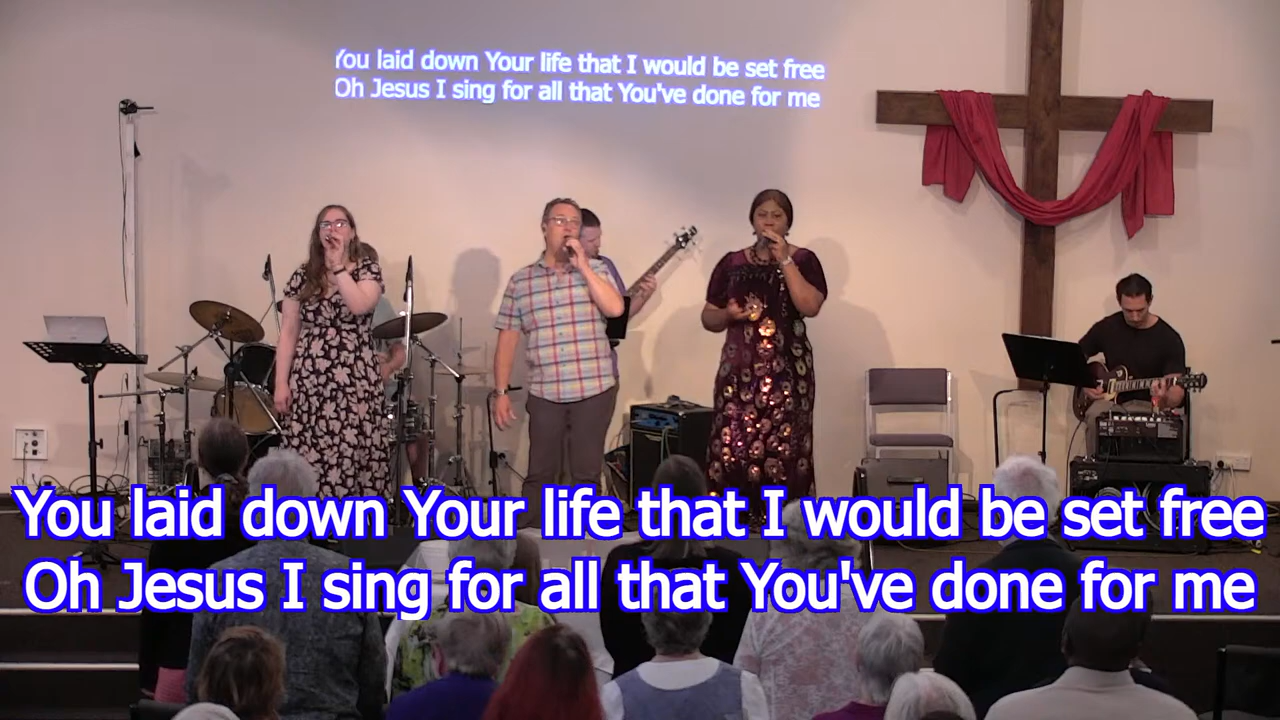 You laid down Your life that I would be set free
Oh Jesus I sing for all that You've done for me
You laid down Your life that I would be set free
Oh Jesus I sing for all that You've done for me